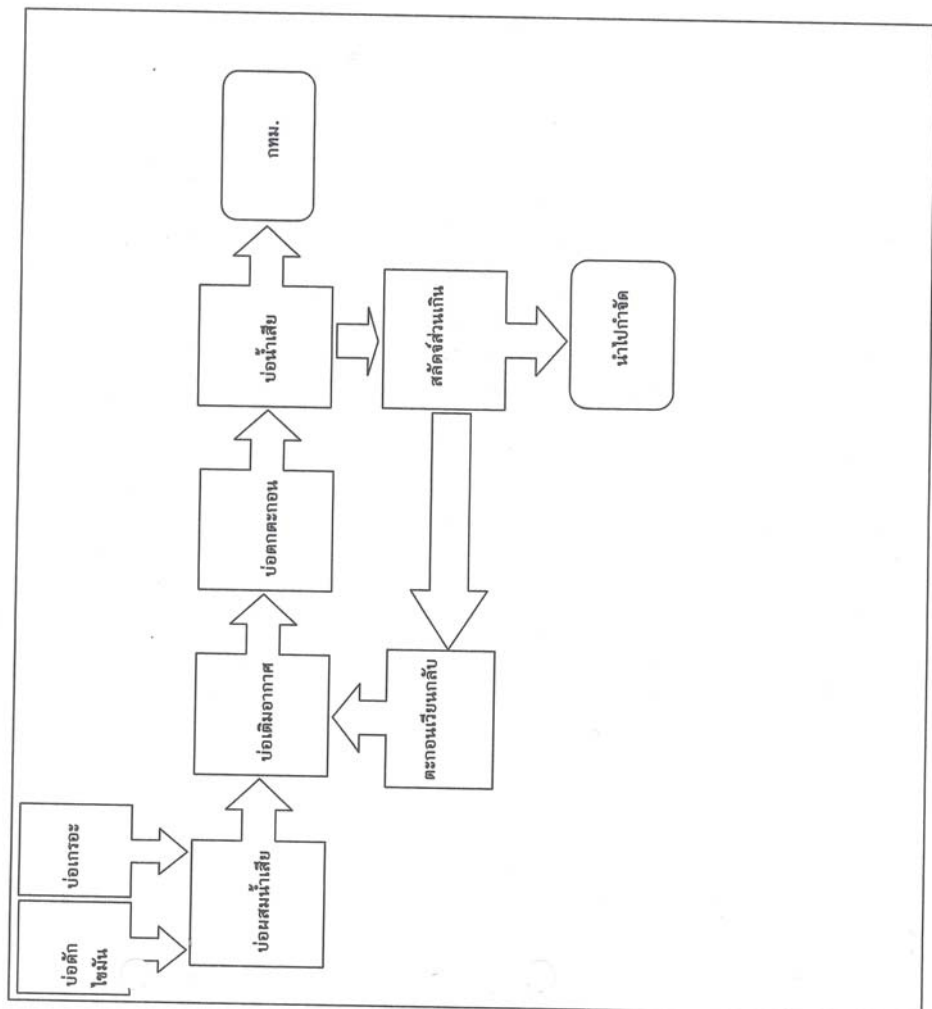 บ่อดัก
ไขมัน
บ่อเกรอะ
บ่อผสมน้ำเสีย
บ่อเติมอากาศ
บ่อตกตะกอน
บ่อน้ำเสีย
กทม.
ตะกอนเวียนกลับ
สลัดจ์ส่วนเกิน
นำไปกำจัด